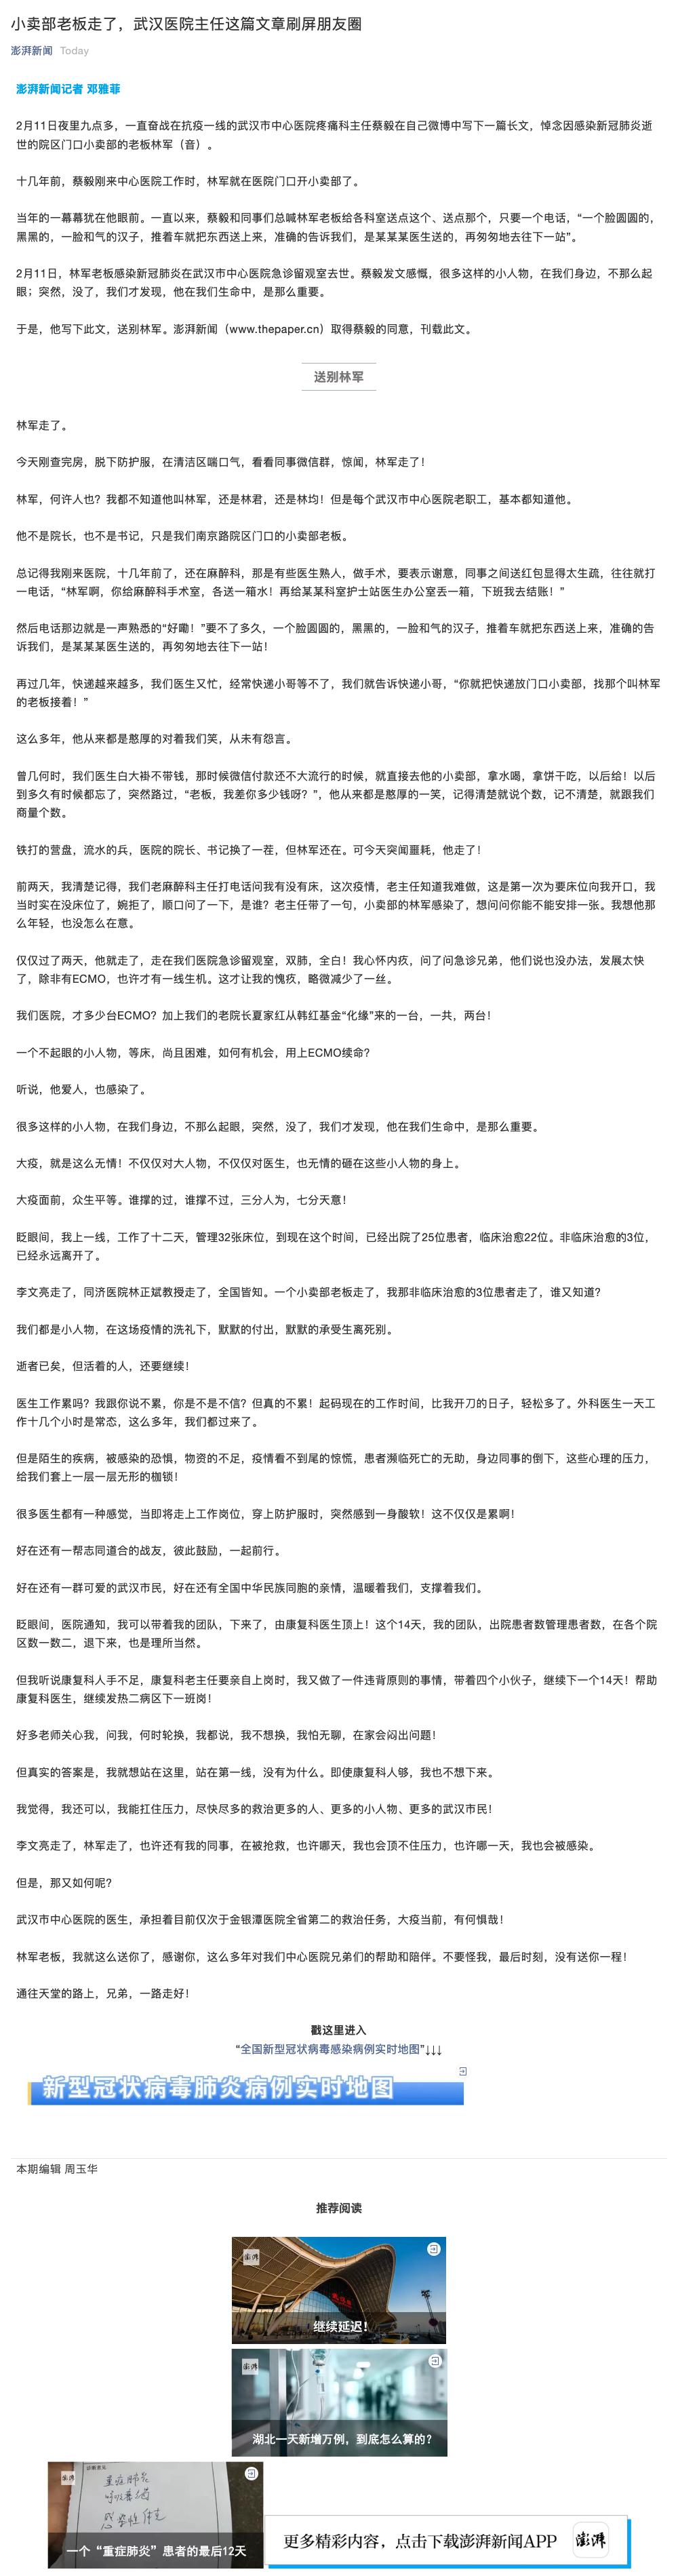 小卖部老板走了，武汉医院主任这篇文章刷屏朋友圈
澎湃新闻 Today
澎湃新闻记者 邓雅菲
2月11日夜里九点多，一直奋战在抗疫一线的武汉市中心医院疼痛科主任蔡毅在自己微博中写下一篇长文，悼念因感染新冠肺炎逝
世的院区门口小卖部的老板林军（音）。
十几年前，蔡毅刚来中心医院工作时，林军就在医院门口开小卖部了。
当年的一幕幕犹在他眼前。一直以来，蔡毅和同事们总喊林军老板给各科室送点这个、送点那个，只要一个电话，“一个脸圆圆的，
黑黑的，一脸和气的汉子，推着车就把东西送上来，准确的告诉我们，是某某某医生送的，再匆匆地去往下一站”。
2月11日，林军老板感染新冠肺炎在武汉市中心医院急诊留观室去世。蔡毅发文感慨，很多这样的小人物，在我们身边，不那么起
眼；突然，没了，我们才发现，他在我们生命中，是那么重要。
于是，他写下此文，送别林军。澎湃新闻（www.thepaper.cn）取得蔡毅的同意，刊载此文。
送别林军
林军走了。
今天刚查完房，脱下防护服，在清洁区喘口气，看看同事微信群，惊闻，林军走了！
林军，何许人也？我都不知道他叫林军，还是林君，还是林均！但是每个武汉市中心医院老职工，基本都知道他。
他不是院长，也不是书记，只是我们南京路院区门口的小卖部老板。
总记得我刚来医院，十几年前了，还在麻醉科，那是有些医生熟人，做手术，要表示谢意，同事之间送红包显得太生疏，往往就打
一电话，“林军啊，你给麻醉科手术室，各送一箱水！再给某某科室护士站医生办公室丢一箱，下班我去结账！”
然后电话那边就是一声熟悉的“好嘞！”要不了多久，一个脸圆圆的，黑黑的，一脸和气的汉子，推着车就把东西送上来，准确的告
诉我们，是某某某医生送的，再匆匆地去往下一站！
再过几年，快递越来越多，我们医生又忙，经常快递小哥等不了，我们就告诉快递小哥，“你就把快递放门口小卖部，找那个叫林军
的老板接着！”
这么多年，他从来都是憨厚的对着我们笑，从未有怨言。
曾几何时，我们医生白大褂不带钱，那时候微信付款还不大流行的时候，就直接去他的小卖部，拿水喝，拿饼干吃，以后给！以后
到多久有时候都忘了，突然路过，“老板，我差你多少钱呀？”，他从来都是憨厚的一笑，记得清楚就说个数，记不清楚，就跟我们
商量个数。
铁打的营盘，流水的兵，医院的院长、书记换了一茬，但林军还在。可今天突闻噩耗，他走了！
前两天，我清楚记得，我们老麻醉科主任打电话问我有没有床，这次疫情，老主任知道我难做，这是第一次为要床位向我开口，我
当时实在没床位了，婉拒了，顺口问了一下，是谁？老主任带了一句，小卖部的林军感染了，想问问你能不能安排一张。我想他那
么年轻，也没怎么在意。
仅仅过了两天，他就走了，走在我们医院急诊留观室，双肺，全白！我心怀内疚，问了问急诊兄弟，他们说也没办法，发展太快
了，除非有ECMO，也许才有一线生机。这才让我的愧疚，略微减少了一丝。
我们医院，才多少台ECMO？加上我们的老院长夏家红从韩红基金“化缘”来的一台，一共，两台！
一个不起眼的小人物，等床，尚且困难，如何有机会，用上ECMO续命？
听说，他爱人，也感染了。
很多这样的小人物，在我们身边，不那么起眼，突然，没了，我们才发现，他在我们生命中，是那么重要。
大疫，就是这么无情！不仅仅对大人物，不仅仅对医生，也无情的砸在这些小人物的身上。
大疫面前，众生平等。谁撑的过，谁撑不过，三分人为，七分天意！
眨眼间，我上一线，工作了十二天，管理32张床位，到现在这个时间，已经出院了25位患者，临床治愈22位。非临床治愈的3位，
已经永远离开了。
李文亮走了，同济医院林正斌教授走了，全国皆知。一个小卖部老板走了，我那非临床治愈的3位患者走了，谁又知道？
我们都是小人物，在这场疫情的洗礼下，默默的付出，默默的承受生离死别。
逝者已矣，但活着的人，还要继续！
医生工作累吗？我跟你说不累，你是不是不信？但真的不累！起码现在的工作时间，比我开刀的日子，轻松多了。外科医生一天工
作十几个小时是常态，这么多年，我们都过来了。
但是陌生的疾病，被感染的恐惧，物资的不足，疫情看不到尾的惊慌，患者濒临死亡的无助，身边同事的倒下，这些心理的压力，
给我们套上一层一层无形的枷锁！
很多医生都有一种感觉，当即将走上工作岗位，穿上防护服时，突然感到一身酸软！这不仅仅是累啊！
好在还有一帮志同道合的战友，彼此鼓励，一起前行。
好在还有一群可爱的武汉市民，好在还有全国中华民族同胞的亲情，温暖着我们，支撑着我们。
眨眼间，医院通知，我可以带着我的团队，下来了，由康复科医生顶上！这个14天，我的团队，出院患者数管理患者数，在各个院
区数一数二，退下来，也是理所当然。
但我听说康复科人手不足，康复科老主任要亲自上岗时，我又做了一件违背原则的事情，带着四个小伙子，继续下一个14天！帮助
康复科医生，继续发热二病区下一班岗！
好多老师关心我，问我，何时轮换，我都说，我不想换，我怕无聊，在家会闷出问题！
但真实的答案是，我就想站在这里，站在第一线，没有为什么。即使康复科人够，我也不想下来。
我觉得，我还可以，我能扛住压力，尽快尽多的救治更多的人、更多的小人物、更多的武汉市民！
李文亮走了，林军走了，也许还有我的同事，在被抢救，也许哪天，我也会顶不住压力，也许哪一天，我也会被感染。
但是，那又如何呢？
武汉市中心医院的医生，承担着目前仅次于金银潭医院全省第二的救治任务，大疫当前，有何惧哉！
林军老板，我就这么送你了，感谢你，这么多年对我们中心医院兄弟们的帮助和陪伴。不要怪我，最后时刻，没有送你一程！
通往天堂的路上，兄弟，一路走好！
戳这里进入
“全国新型冠状病毒感染病例实时地图”↓↓↓
新型冠状病毒肺炎病例实时地图
本期编辑 周玉华
推荐阅读
澎湃
继续延迟！
澎湃
湖北一天新增万例，到底怎么算的？
澎湃
重症肺炎
一个“重症肺炎”患者的最后12天
更多精彩内容，点击下载澎湃新闻APP
澎湃